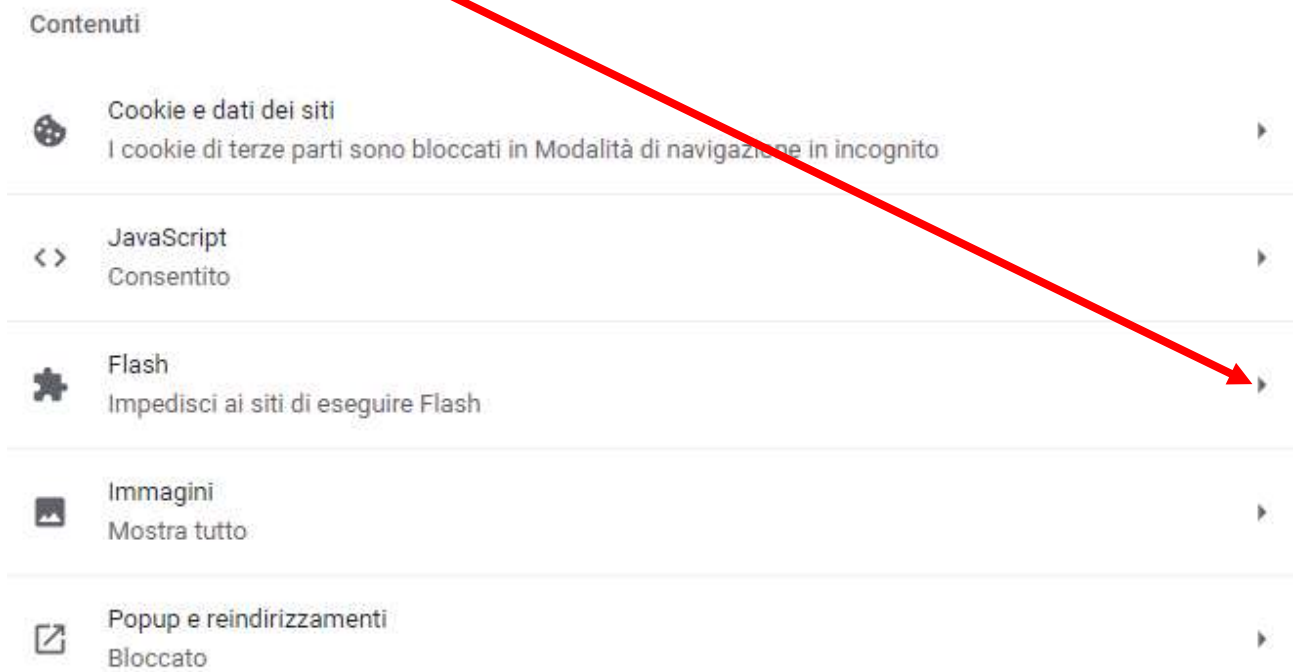 Contenuti
Cookie e dati dei siti
I cookie di terze parti sono bloccati in Modalità di navigazione in incognito
JavaScript
Consentito
Flash
Impedisci ai siti di eseguire Flash
Immagini
Mostra tutto
Popup e reindirizzamenti
Bloccato